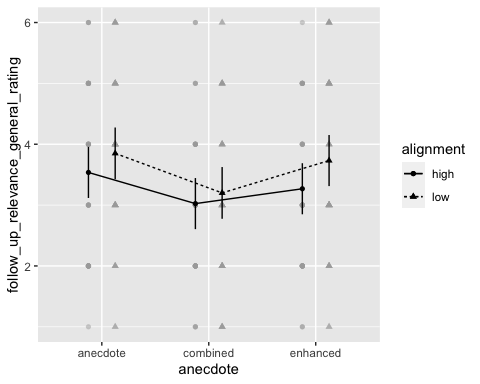 follow_up_relevance_general_rating
6
4
2
anecdote combined enhanced
anecdote
alignment
high
low